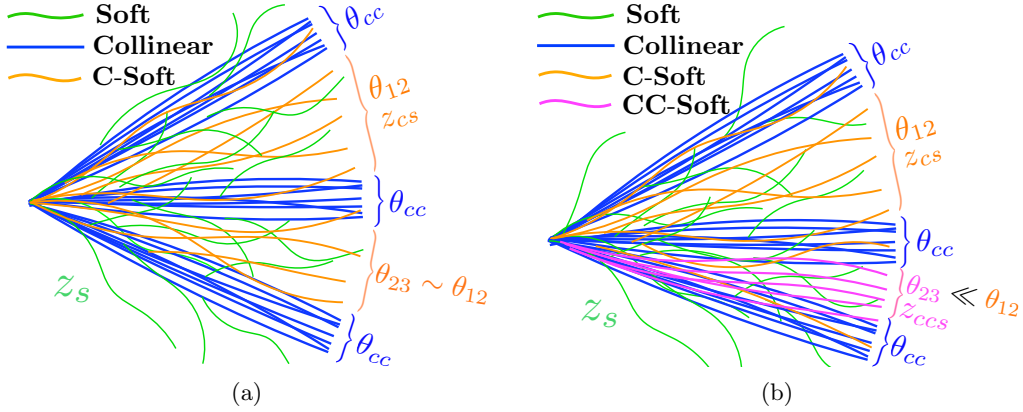 Soft
Collinear
C-Soft
θcc
θ12
zcs
θcc
θ23 ∼ θ12
zs
θcc
(a)
Soft
Collinear
C-Soft
CC-Soft
θcc
θ12
zcs
θcc
θ23 ≪ θ12
zccs
zs
θcc
(b)